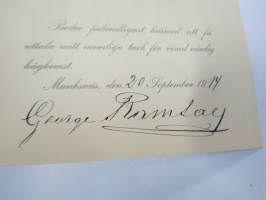 Beder förbindligast härmed att få
uttala mitt innerliga tack för visad vänlig
hågkomst.
Munksnäs, den 20 September 1914
George Ramsay